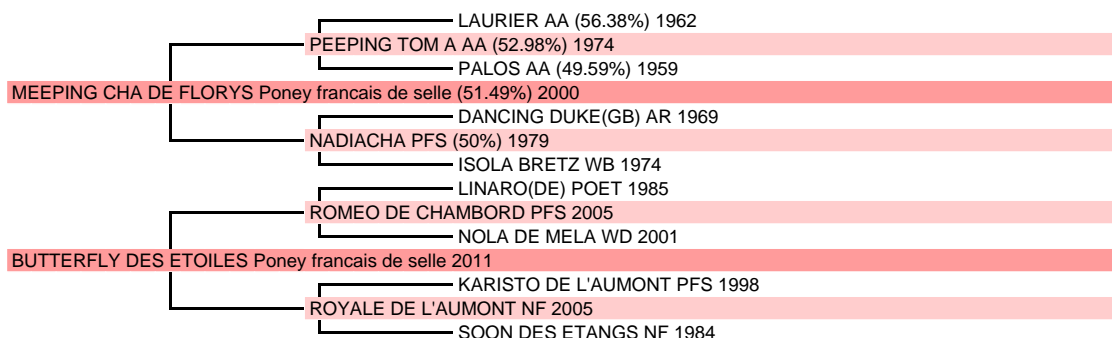 LAURIER AA (56.38%) 1962
PEEPING TOM A AA (52.98%) 1974
PALOS AA (49.59%) 1959
MEEPING CHA DE FLORYS Poney francais de selle (51.49%) 2000
DANCING DUKE(GB) AR 1969
NADIACHA PFS (50%) 1979
ISOLA BRETZ WB 1974
LINARO(DE) POET 1985
ROMEO DE CHAMBORD PFS 2005
NOLA DE MELA WD 2001
BUTTERFLY DES ETOILES Poney francais de selle 2011
KARISTO DE L'AUMONT PFS 1998
ROYALE DE L'AUMONT NF 2005
SOON DES ETANGS NF 1984